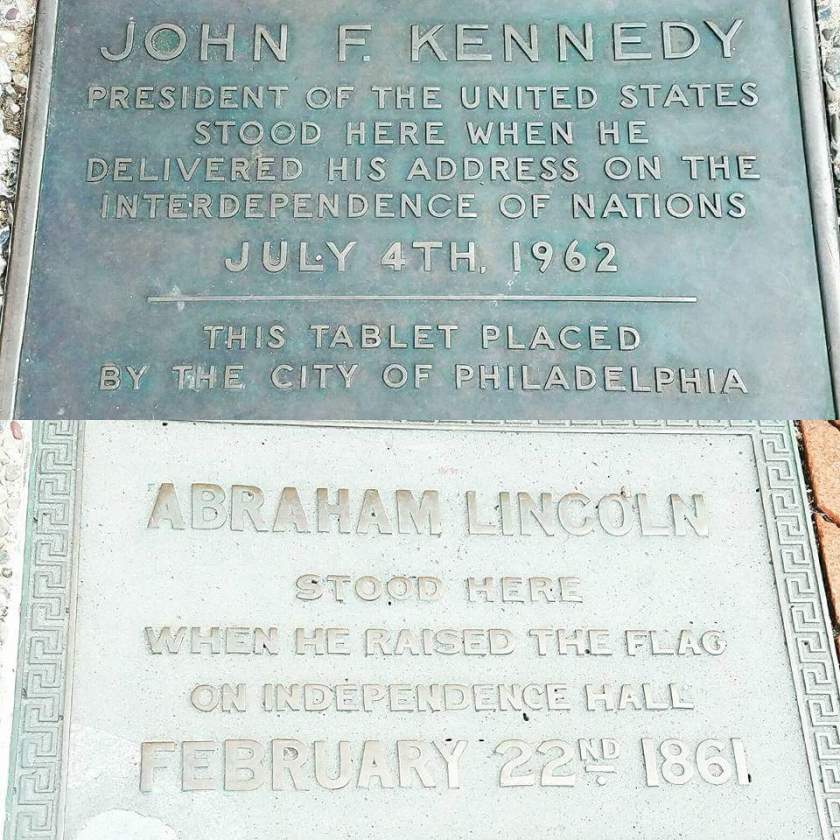 JOHN F. KENNEDY
PRESIDENT OF THE UNITED STATES
STOOD HERE WHEN HE
DELIVERED HIS ADDRESS ON THE
INTERDEPENDENCE OF NATIONS
JULY 4TH, 1962
THIS TABLET PLACED
BY THE CITY OF PHILADELPHIA
ABRAHAM LINCOLN
STOOD HERE
WHEN HE RAISED THE FLAG
ON INDEPENDENCE HALL
FEBRUARY 22ND 1861